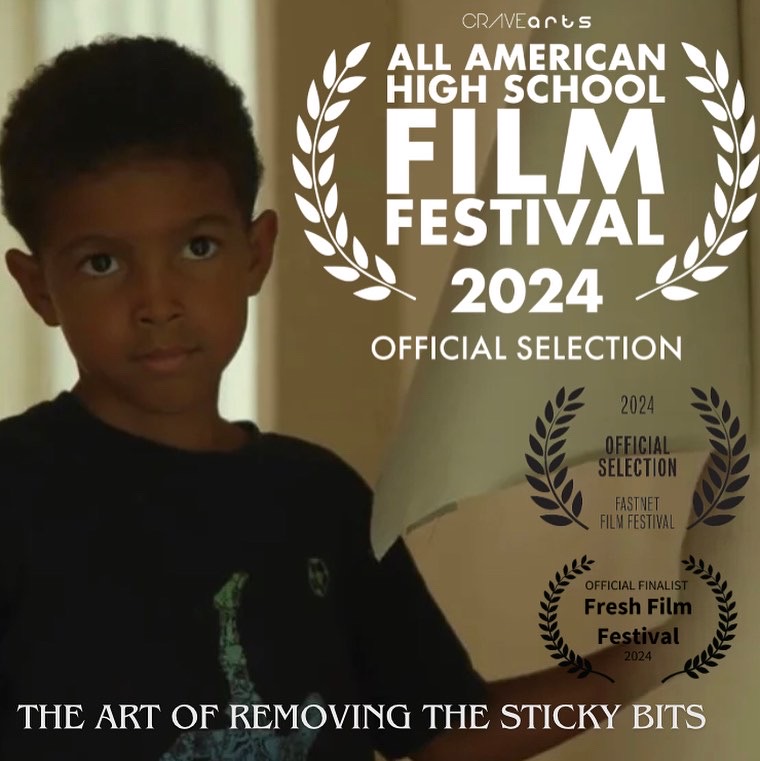 CRAVEarts
ALL AMERICAN
HIGH SCHOOL
FILM
FESTIVAL
2024
OFFICIAL SELECTION
2024
OFFICIAL
SELECTION
FASTNET
FILM FESTIVAL
OFFICIAL FINALIST
Fresh Film
Festival
2024
THE ART OF REMOVING THE STICKY BITS